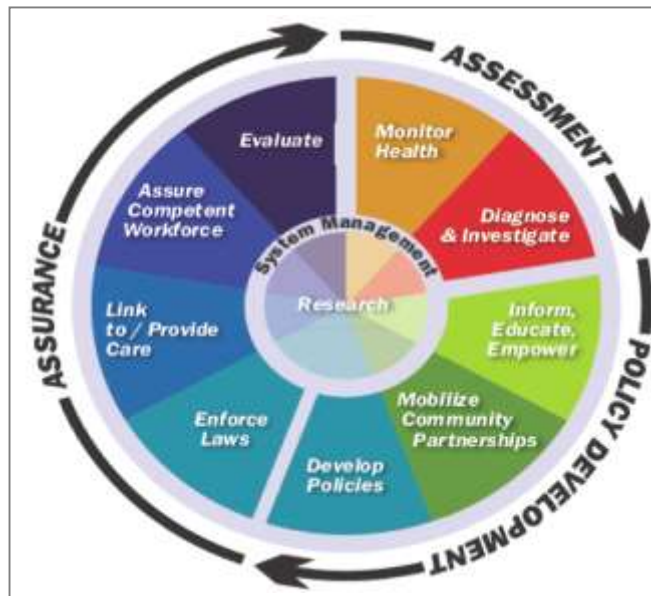 ASSESSMENT
POLICY DEVELOPMENT
ASSURANCE
Evaluate
Monitor
Health
Diagnose
& Investigate
Inform,
Educate,
Empower
Mobilize
Community
Partnerships
Develop
Policies
Enforce
Laws
Link
to / Provide
Care
Assure
Competent
Workforce
System Management
Research